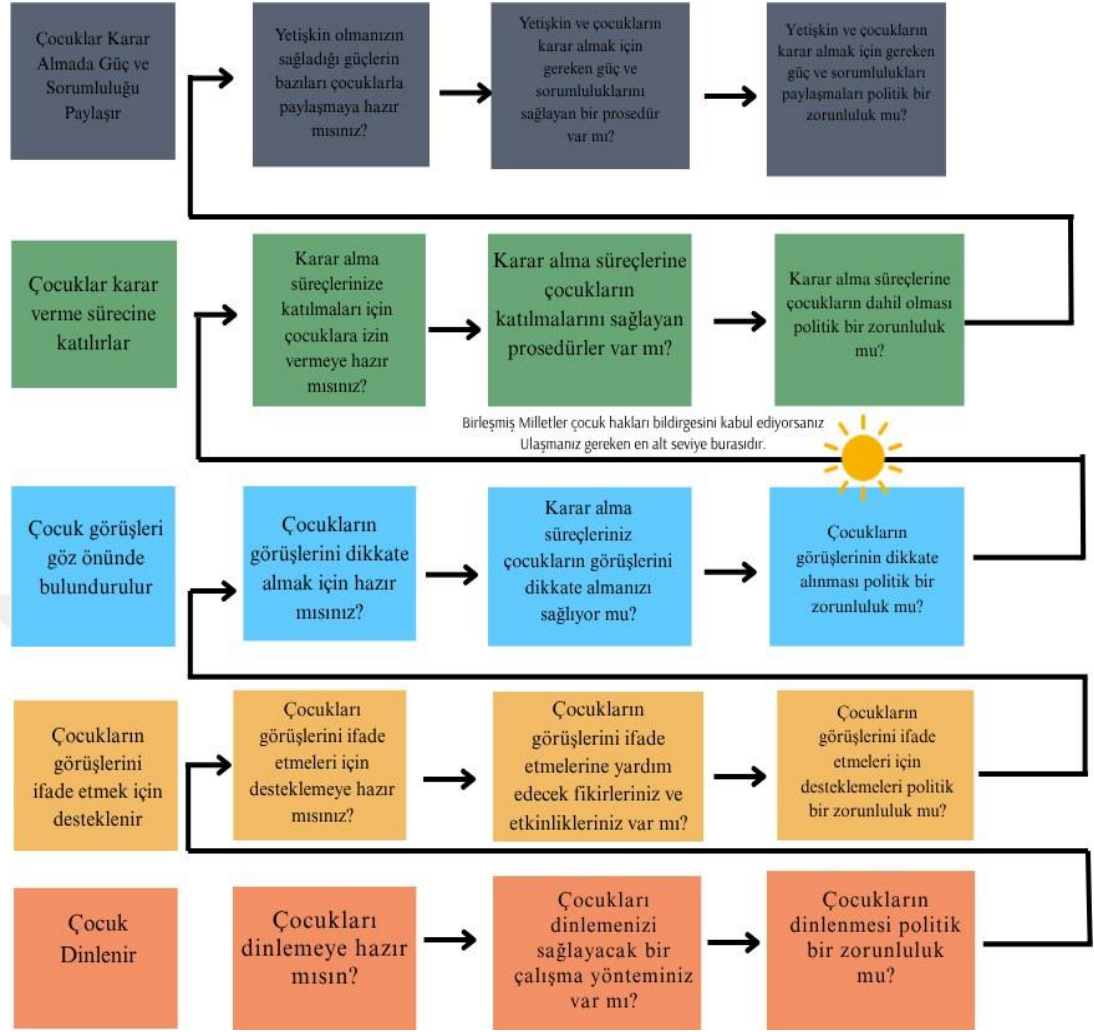 Çocuklar Karar
Almada Güç ve
Sorumluluğu
Paylaşır
Yetişkin olmanızın
sağladığı güçlerin
bazıları çocuklarla
paylaşmaya hazır
mısınız?
Yetişkin ve çocukların
karar almak için
gereken güç ve
sorumluluklarını
sağlayan bir prosedür
var mı?
Yetişkin ve çocukların
karar almak için gereken
güç ve sorumlulukları
paylaşmaları politik bir
zorunluluk mu?
Çocuklar karar
verme sürecine
katılırlar
Karar alma
süreçlerinize
katılmaları için
çocuklara izin
vermeye hazır
mısınız?
Karar alma süreçlerine
çocukların
katılmalarını sağlayan
prosedürler var mı?
Karar alma süreçlerine
çocukların dahil olması
politik bir zorunluluk
mu?
Birleşmiş Milletler çocuk hakları bildirgesini kabul ediyorsanız
Ulaşmanız gereken en alt seviye burasıdır.
Çocuk görüşleri
göz önünde
bulundurulur
Çocukların
görüşlerini dikkate
almak için hazır
mısınız?
Karar alma
süreçleriniz
çocukların görüşlerini
dikkate almanızı
sağlıyor mu?
Çocukların
görüşlerinin dikkate
alınması politik bir
zorunluluk mu?
Çocukların
görüşlerini
ifade etmek için
desteklenir
Çocukları
görüşlerini ifade
etmeleri için
desteklemeye hazır
mısınız?
Çocukların
görüşlerini ifade
etmelerine yardım
edecek fikirleriniz ve
etkinlikleriniz var mı?
Çocukların
görüşlerini ifade
etmeleri için
desteklemeleri politik
bir zorunluluk mu?
Çocuk
Dinlenir
Çocukları
dinlemeye hazır
mısın?
Çocukları
dinlemenizi
sağlayacak bir
çalışma yönteminiz
var mı?
Çocukların
dinlenmesi politik
bir zorunluluk
mu?